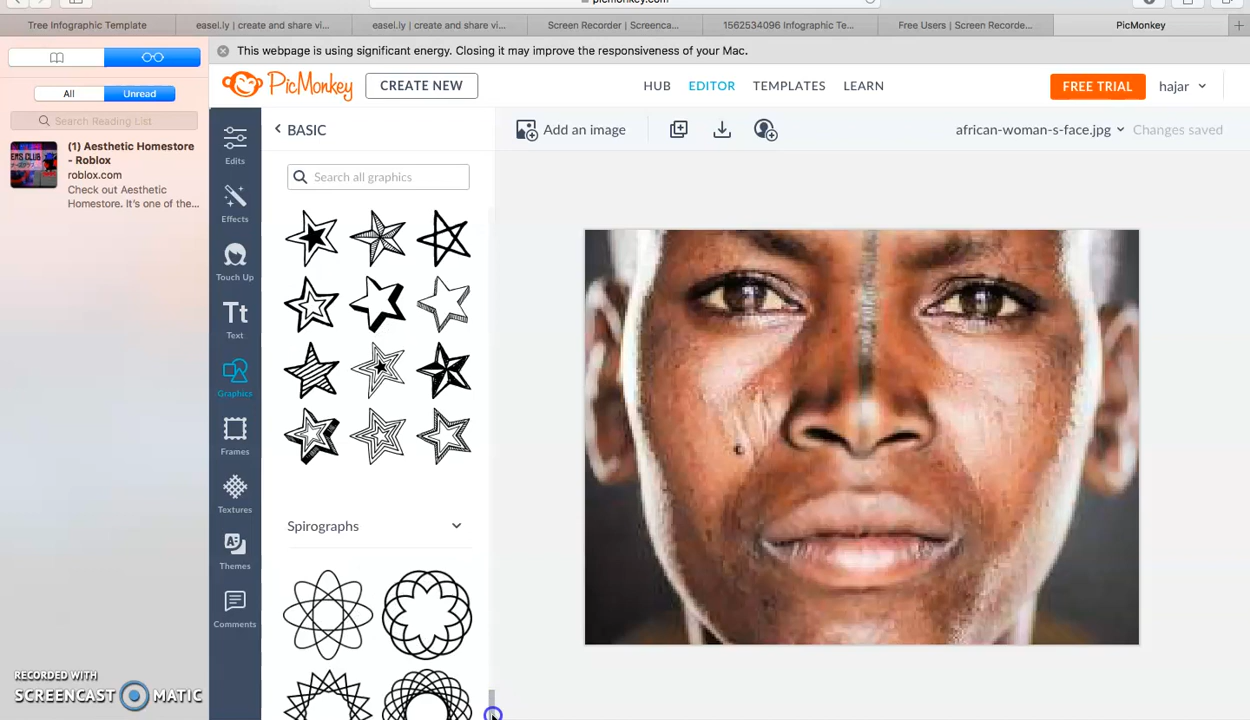 picmonkey.com
Tree Infographic Template
easel.ly | create and share vi...
easel.ly | create and share vi...
Screen Recorder | Screenca...
1562534096 Infographic Te...
Free Users | Screen Recorde...
PicMonkey
This webpage is using significant energy. Closing it may improve the responsiveness of your Mac.
All
Unread
Search Reading List
(1) Aesthetic Homestore
- Roblox
roblox.com
Check out Aesthetic
Homestore. It's one of the...
PicMonkey
CREATE NEW
HUB
EDITOR
TEMPLATES
LEARN
FREE TRIAL
hajar
Edits
Effects
Touch Up
Tt
Text
Graphics
Frames
Textures
Themes
Comments
BASIC
Search all graphics
Spirographs
Add an image
african-woman-s-face.jpg
Changes saved
RECORDED WITH
SCREENCAST MATIC